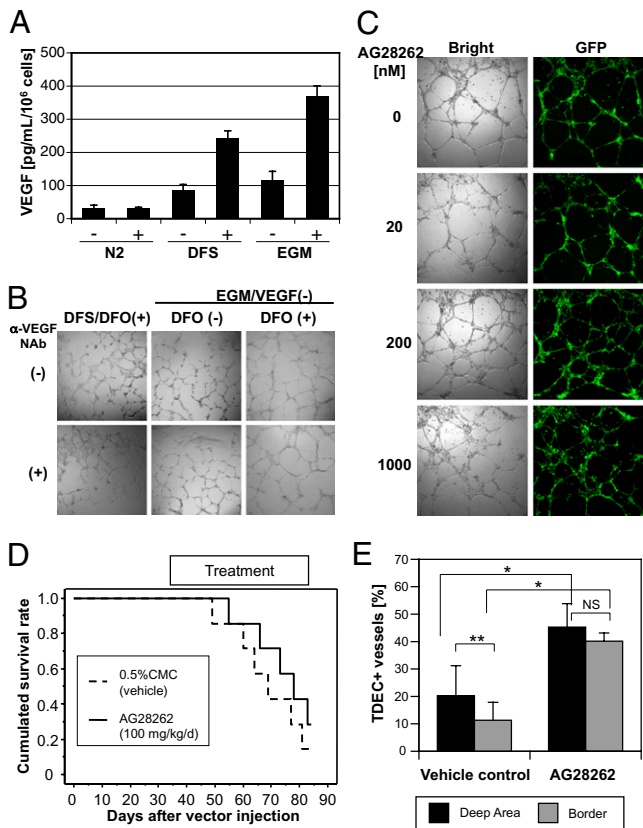 A
VEGF [pg/mL/10⁶ cells]
500
400
300
200
100
0
- + - + - +
N2 DFS EGM
B
EGM/VEGF(-)
α-VEGF NAb
DFS/DFO(+) DFO (-) DFO (+)
(-)
(+)
C
AG28262 [nM]
Bright GFP
0
20
200
1000
D
Treatment
Cumulated survival rate
1.0
0.8
0.6
0.4
0.2
0
0.5%CMC
(vehicle)
AG28262
(100 mg/kg/d)
0 10 20 30 40 50 60 70 80 90
Days after vector injection
E
TDEC+ vessels [%]
70
60
50
40
30
20
10
0
*
*
NS
**
Vehicle control AG28262
Deep Area Border